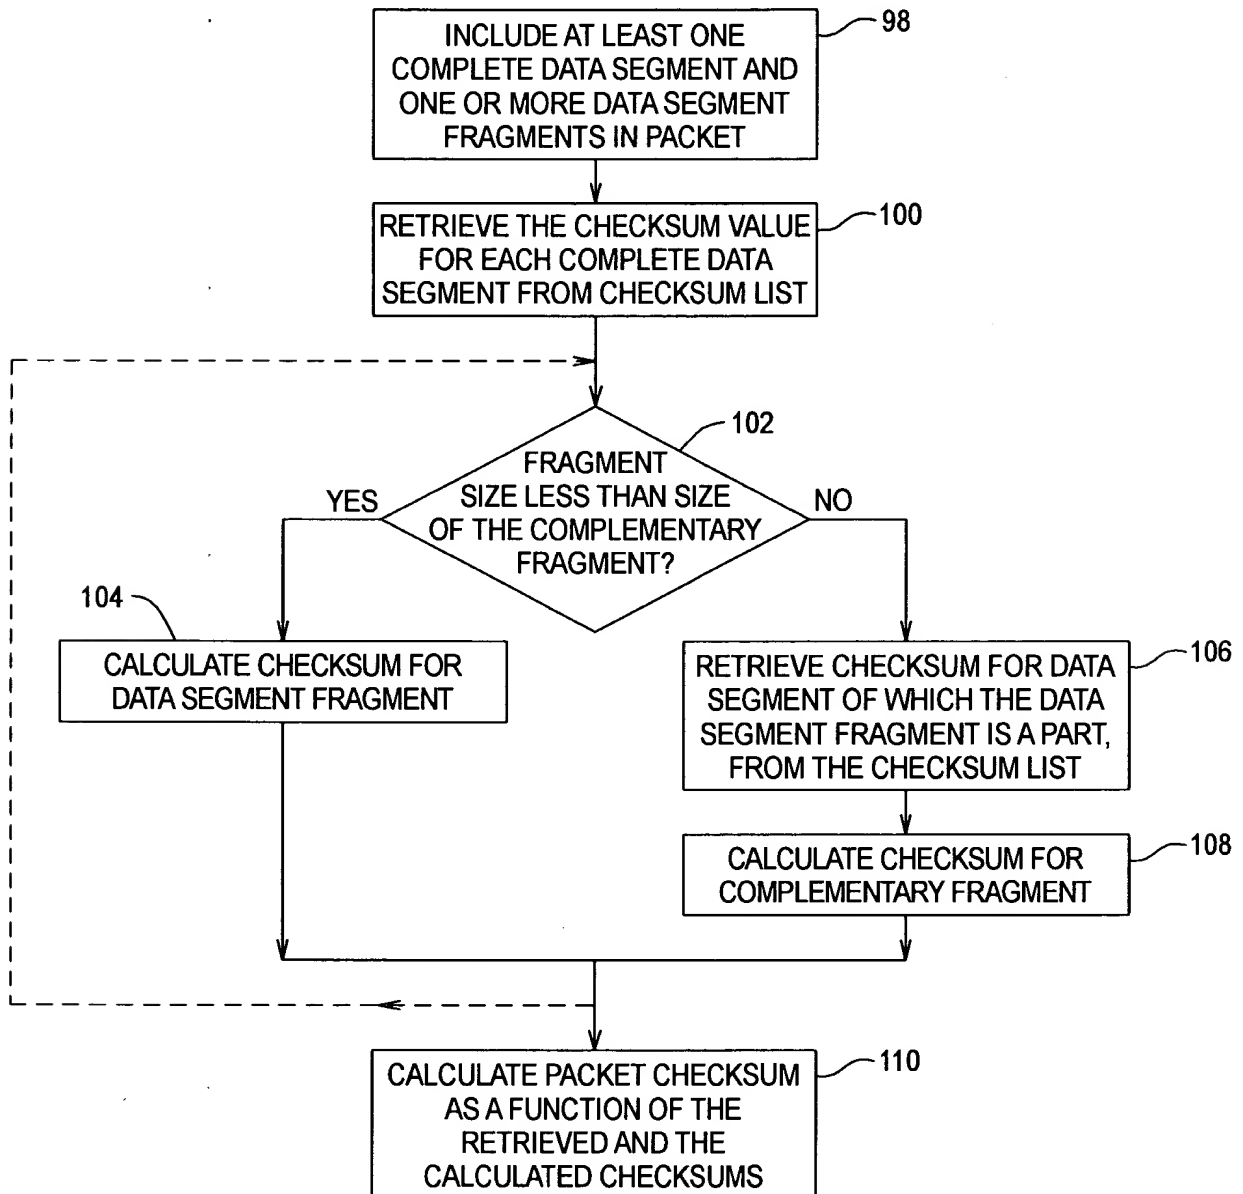 INCLUDE AT LEAST ONE
COMPLETE DATA SEGMENT AND
ONE OR MORE DATA SEGMENT
FRAGMENTS IN PACKET
98
RETRIEVE THE CHECKSUM VALUE
FOR EACH COMPLETE DATA
SEGMENT FROM CHECKSUM LIST
100
102
FRAGMENT
SIZE LESS THAN SIZE
OF THE COMPLEMENTARY
FRAGMENT?
YES
NO
104
CALCULATE CHECKSUM FOR
DATA SEGMENT FRAGMENT
RETRIEVE CHECKSUM FOR DATA
SEGMENT OF WHICH THE DATA
SEGMENT FRAGMENT IS A PART,
FROM THE CHECKSUM LIST
106
CALCULATE CHECKSUM FOR
COMPLEMENTARY FRAGMENT
108
CALCULATE PACKET CHECKSUM
AS A FUNCTION OF THE
RETRIEVED AND THE
CALCULATED CHECKSUMS
110